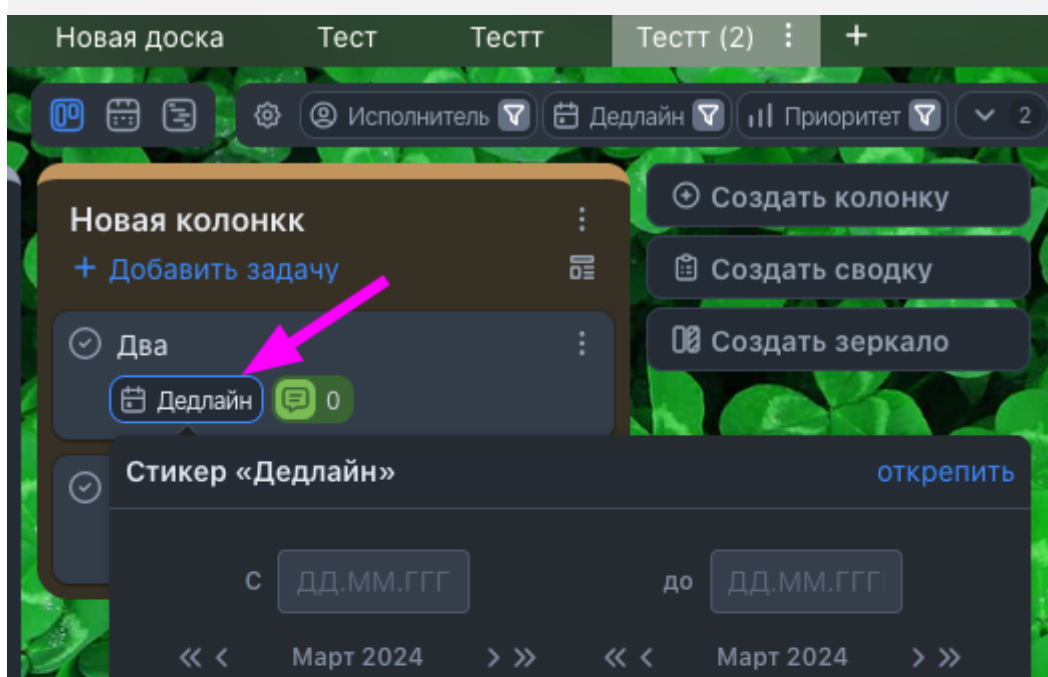 Новая доска Тест Тестт Тестт (2) +
Исполнитель Дедлайн Приоритет 2
Новая колонкк
+ Добавить задачу
Создать колонку
Создать сводку
Создать зеркало
Два
Дедлайн 0
Стикер «Дедлайн» открепить
С ДД.ММ.ГГГ до ДД.ММ.ГГГ
« ‹ Март 2024 › » « ‹ Март 2024 › »